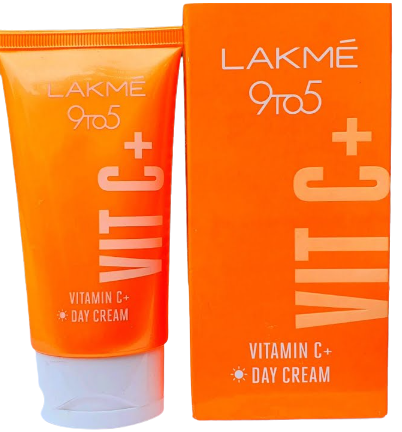 LAKMÉ
9TO5
VIT C+
VITAMIN C+
DAY CREAM
LAKMÉ
9TO5
VIT C+
VITAMIN C+
DAY CREAM